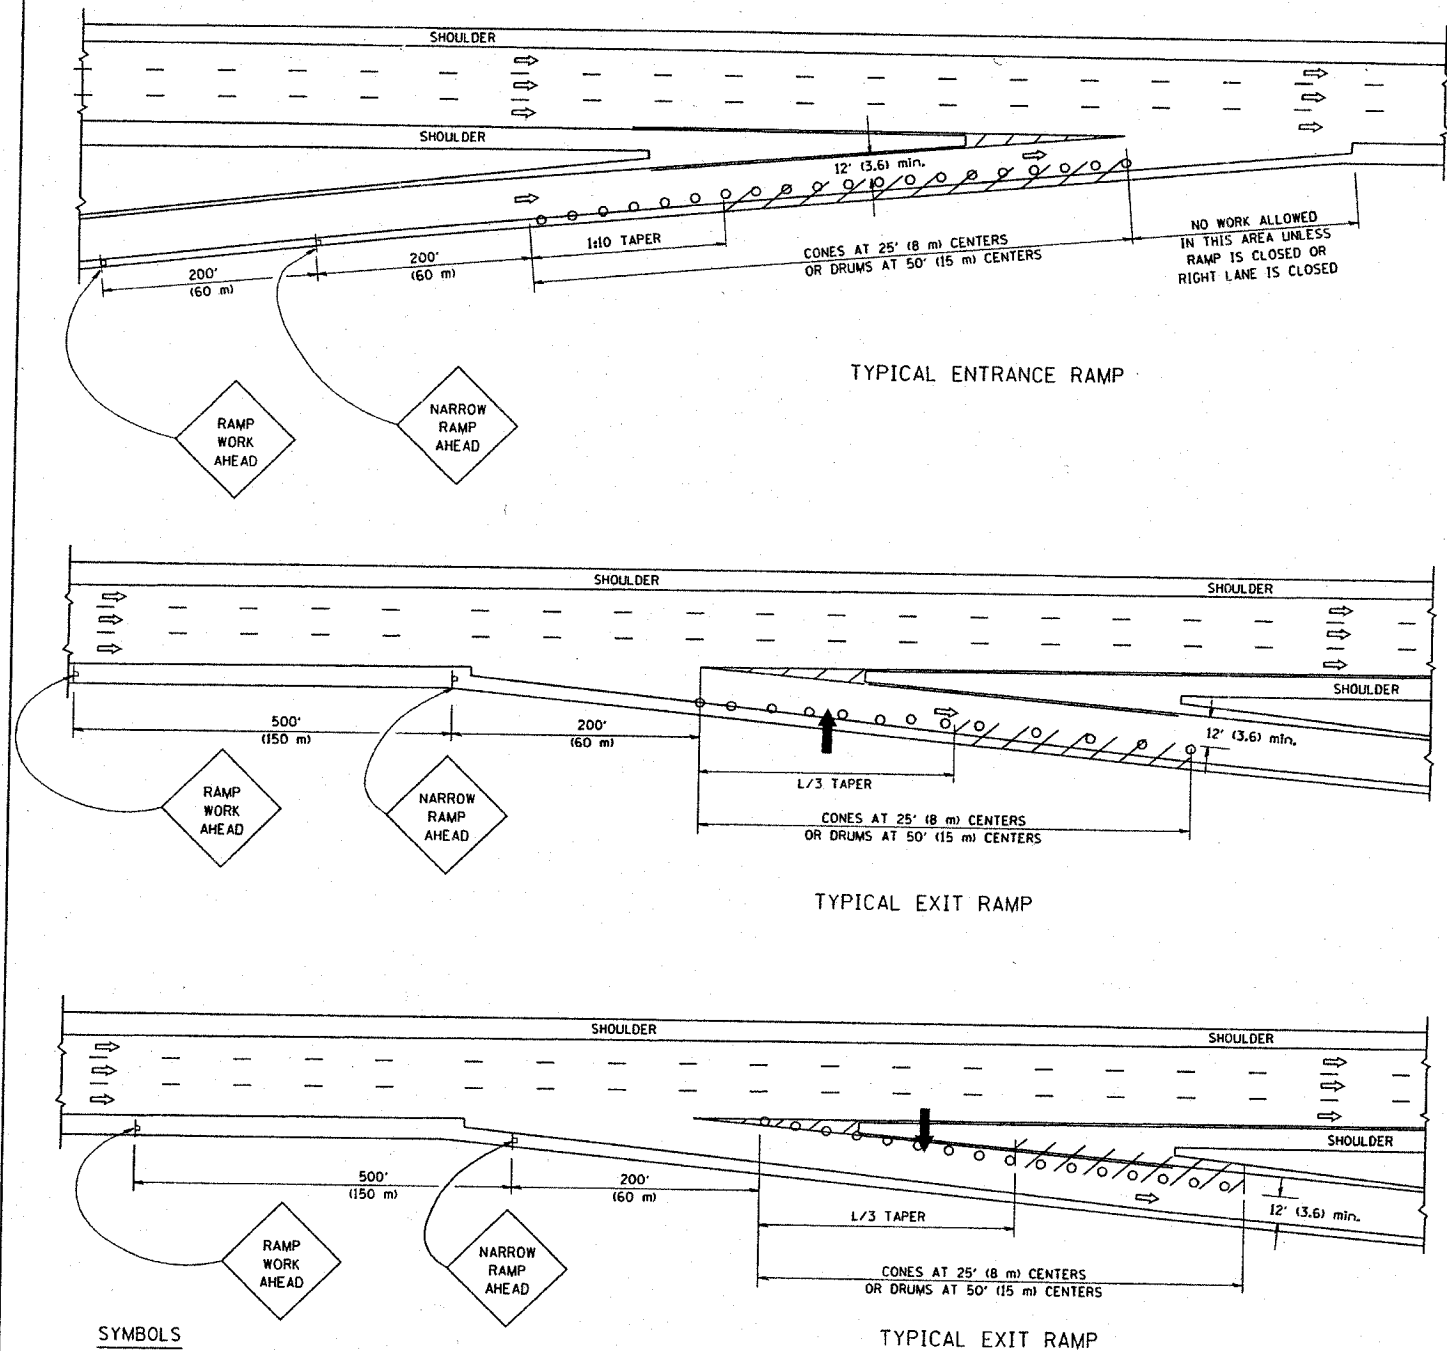 SHOULDER
SHOULDER
12' (3.6) min.
1:10 TAPER
200'
(60 m)
200'
(60 m)
CONES AT 25' (8 m) CENTERS
OR DRUMS AT 50' (15 m) CENTERS
NO WORK ALLOWED
IN THIS AREA UNLESS
RAMP IS CLOSED OR
RIGHT LANE IS CLOSED
TYPICAL ENTRANCE RAMP
RAMP
WORK
AHEAD
NARROW
RAMP
AHEAD
SHOULDER
SHOULDER
SHOULDER
500'
(150 m)
200'
(60 m)
12' (3.6) min.
L/3 TAPER
RAMP
WORK
AHEAD
NARROW
RAMP
AHEAD
CONES AT 25' (8 m) CENTERS
OR DRUMS AT 50' (15 m) CENTERS
TYPICAL EXIT RAMP
SHOULDER
SHOULDER
SHOULDER
500'
(150 m)
200'
(60 m)
12' (3.6) min.
L/3 TAPER
RAMP
WORK
AHEAD
NARROW
RAMP
AHEAD
CONES AT 25' (8 m) CENTERS
OR DRUMS AT 50' (15 m) CENTERS
SYMBOLS
TYPICAL EXIT RAMP